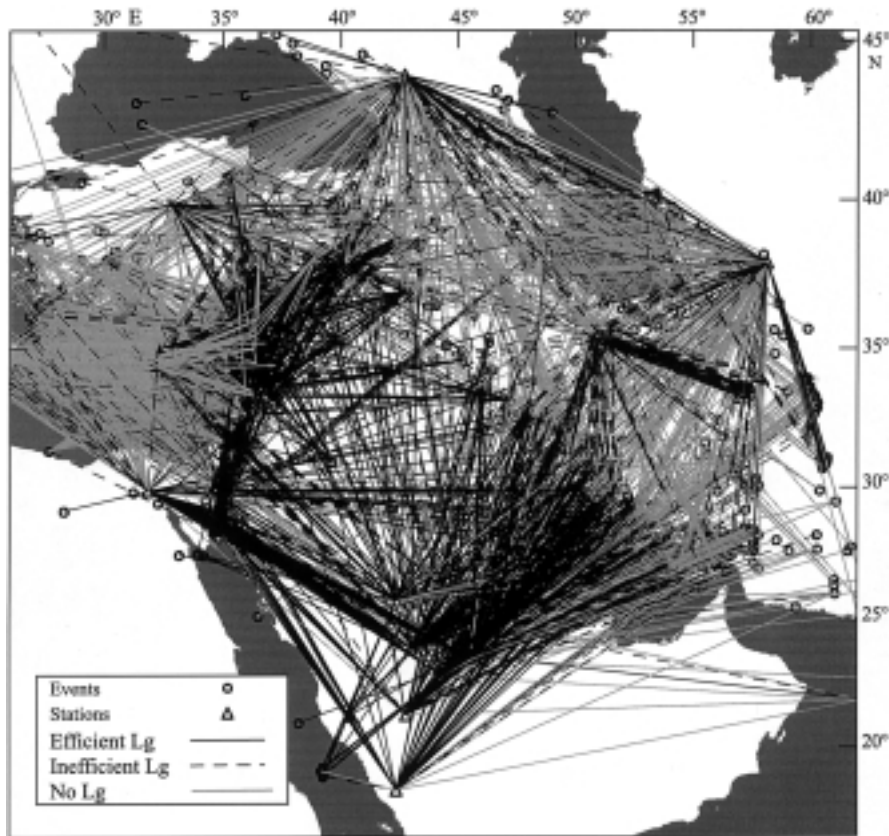 30° E 35° 40° 45° 50° 55° 60°
45°
N
40°
35°
30°
25°
20°
Events
Stations
Efficient Lg
Inefficient Lg
No Lg